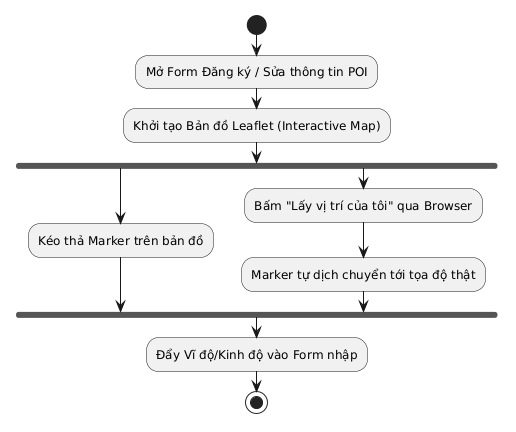 Mở Form Đăng ký / Sửa thông tin POI
Khởi tạo Bản đồ Leaflet (Interactive Map)
Bấm "Lấy vị trí của tôi" qua Browser
Kéo thả Marker trên bản đồ
Marker tự dịch chuyển tới tọa độ thật
Đẩy Vĩ độ/Kinh độ vào Form nhập